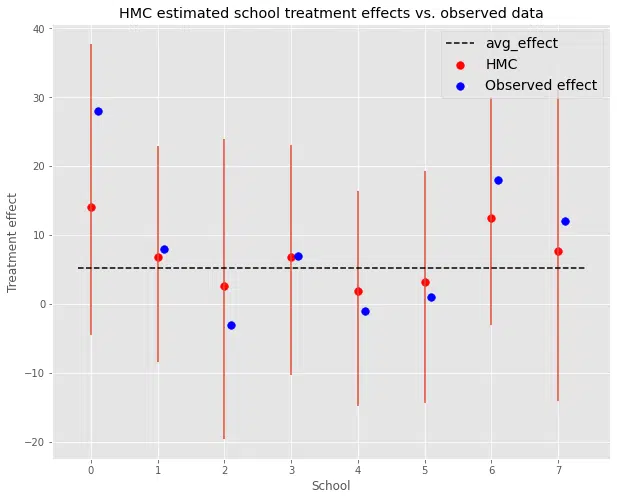 HMC estimated school treatment effects vs. observed data
avg_effect
HMC
Observed effect
40
30
20
10
0
−10
−20
Treatment effect
0 1 2 3 4 5 6 7
School